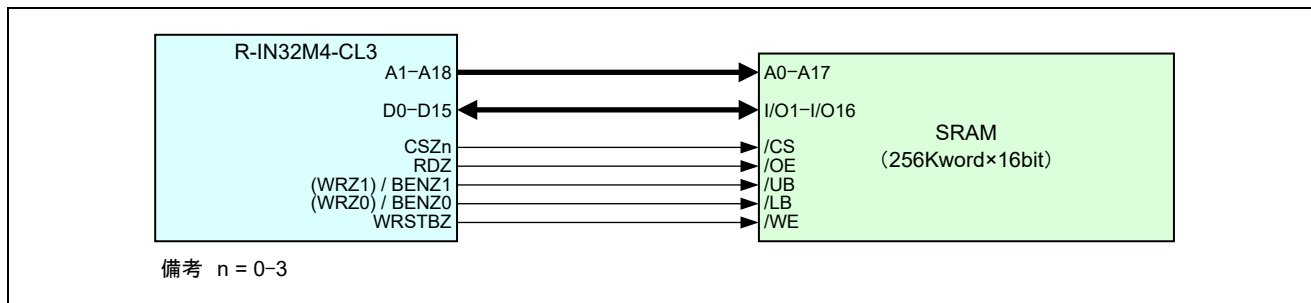 R-IN32M4-CL3
A1−A18
D0−D15
CSZn
RDZ
(WRZ1) / BENZ1
(WRZ0) / BENZ0
WRSTBZ
A0−A17
I/O1−I/O16
/CS
/OE
/UB
/LB
/WE
SRAM
（256Kword×16bit）
備考 n = 0−3